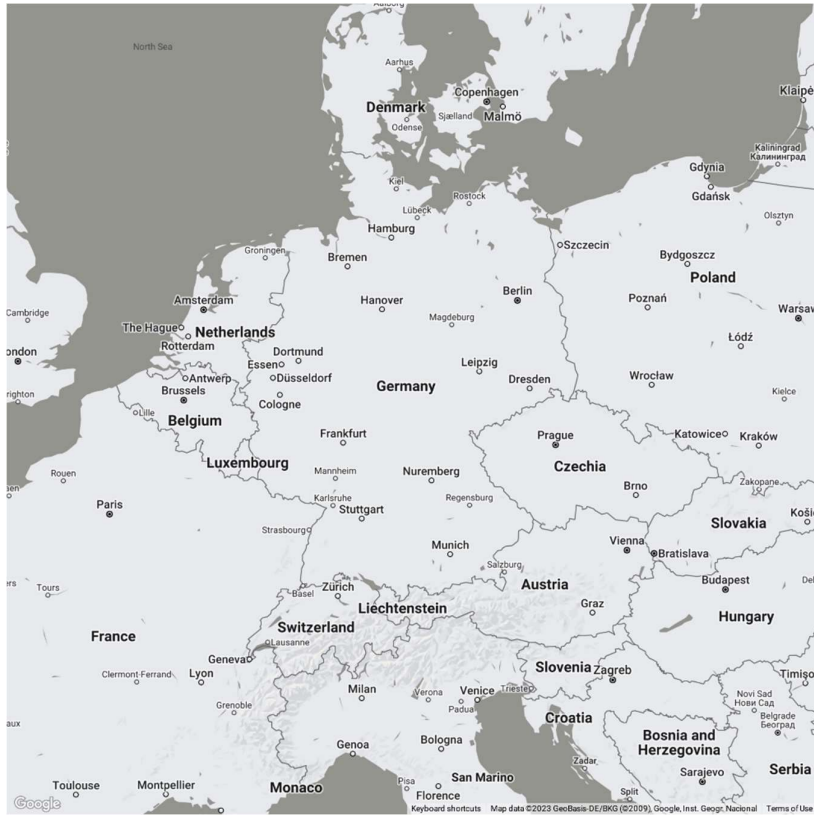 Aalborg
North Sea
Aarhus
Copenhagen
Klaipė
Denmark
Sjælland
Malmö
Odense
Kaliningrad
Калининград
Gdynia
Kiel
Rostock
Gdańsk
Lübeck
Olsztyn
Hamburg
Szczecin
Groningen
Bremen
Bydgoszcz
Poland
Amsterdam
Hanover
Berlin
Poznań
Cambridge
Magdeburg
Warsaw
The Hague
Netherlands
Rotterdam
Łódź
ondon
Dortmund
Essen
Leipzig
Antwerp
Düsseldorf
Dresden
Wrocław
Brussels
Germany
righton
Cologne
Kielce
Lille
Belgium
Frankfurt
Prague
Katowice
Kraków
Luxembourg
Czechia
Rouen
Mannheim
Nuremberg
Zakopane
aen
Brno
Karlsruhe
Regensburg
Paris
Stuttgart
Koši
Slovakia
Strasbourg
Vienna
Munich
Bratislava
Salzburg
ers
Tours
Basel
Zürich
Austria
Budapest
Deb
Liechtenstein
Graz
Hungary
France
Switzerland
Lausanne
Geneva
Slovenia
Zagreb
Clermont-Ferrand
Lyon
Timișo
Milan
Verona
Venice
Trieste
Novi Sad
Нови Сад
Grenoble
Padua
Croatia
Belgrade
Београд
aux
Bosnia and
Herzegovina
Genoa
Bologna
Zadar
Serbia
Toulouse
Montpellier
Monaco
Pisa
San Marino
Sarajevo
Florence
Split
Google
Keyboard shortcuts
Map data ©2023 GeoBasis-DE/BKG (©2009), Google, Inst. Geogr. Nacional
Terms of Use